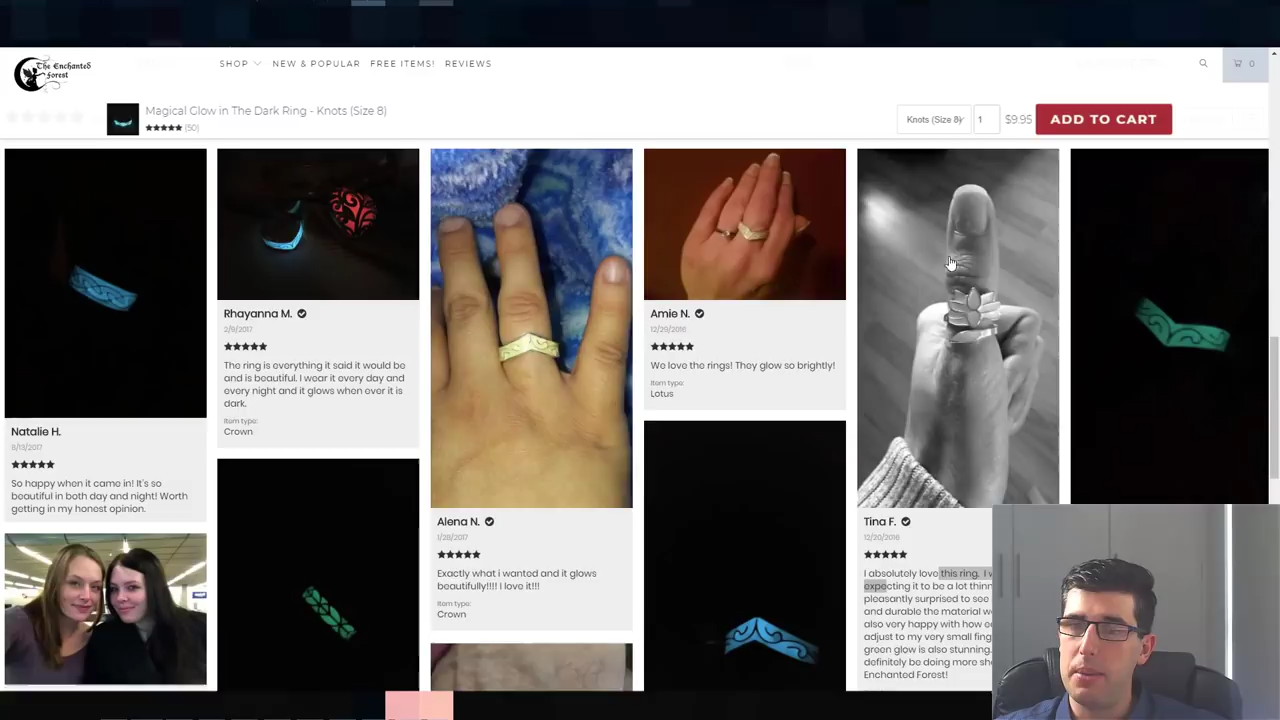 The Enchanted
Forest
SHOP NEW & POPULAR FREE ITEMS! REVIEWS
0
Magical Glow in The Dark Ring - Knots (Size 8)
(50)
Knots (Size 8)
1
$9.95
ADD TO CART
Natalie H.
8/13/2017
So happy when it came in! It's so
beautiful in both day and night! Worth
getting in my honest opinion.
Rhayanna M.
2/9/2017
The ring is everything it said it would be
and is beautiful. I wear it every day and
every night and it glows when ever it is
dark.
Item type:
Crown
Alena N.
1/28/2017
Exactly what i wanted and it glows
beautifully!!!! I love it!!!
Item type:
Crown
Amie N.
12/29/2016
We love the rings! They glow so brightly!
Item type:
Lotus
Tina F.
12/20/2016
I absolutely love this ring. I w
expecting it to be a lot thinn
pleasantly surprised to see
and durable the material w
also very happy with how e
adjust to my very small fing
green glow is also stunning.
definitely be doing more sh
Enchanted Forest!